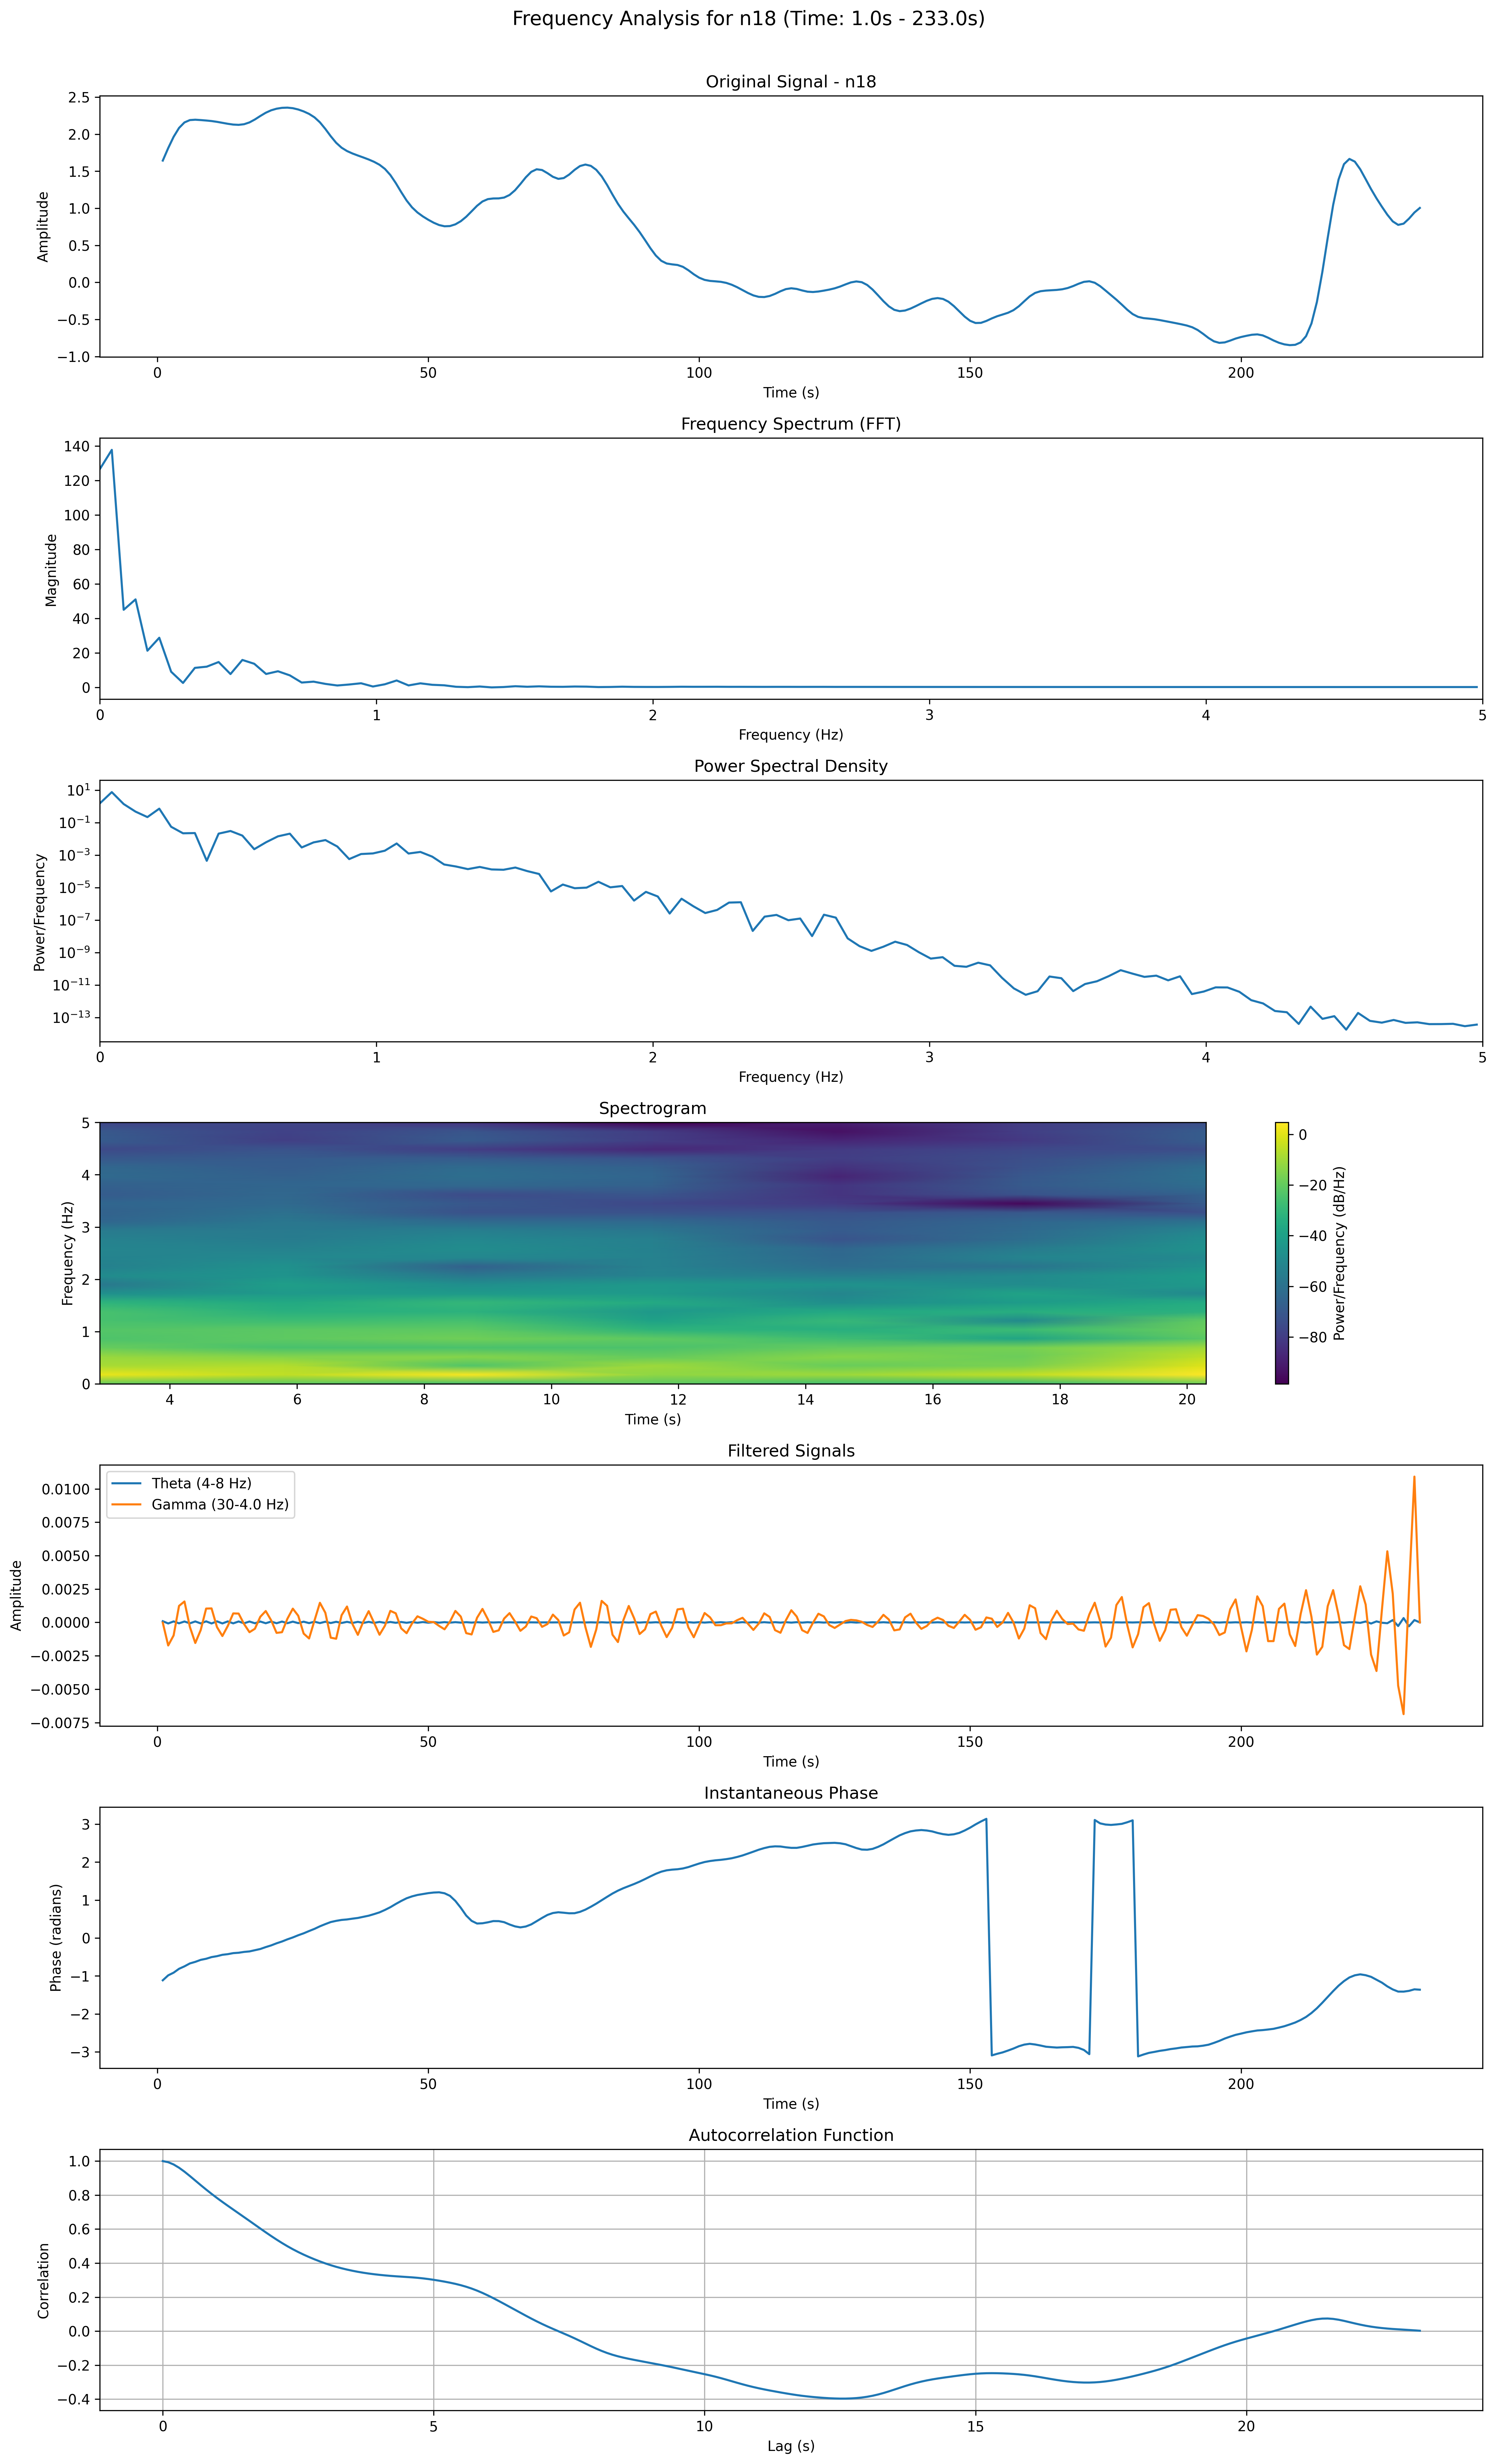 Frequency Analysis for n18 (Time: 1.0s - 233.0s)
Original Signal - n18
2.5
2.0
1.5
1.0
0.5
0.0
−0.5
−1.0
Amplitude
0 50 100 150 200
Time (s)
Frequency Spectrum (FFT)
140
120
100
80
60
40
20
0
Magnitude
0 1 2 3 4 5
Frequency (Hz)
Power Spectral Density
10¹
10⁻¹
10⁻³
10⁻⁵
10⁻⁷
10⁻⁹
10⁻¹¹
10⁻¹³
Power/Frequency
0 1 2 3 4 5
Frequency (Hz)
Spectrogram
5
4
3
2
1
0
Frequency (Hz)
4 6 8 10 12 14 16 18 20
Time (s)
0
−20
−40
−60
−80
Power/Frequency (dB/Hz)
Filtered Signals
Theta (4-8 Hz)
Gamma (30-4.0 Hz)
0.0100
0.0075
0.0050
0.0025
0.0000
−0.0025
−0.0050
−0.0075
Amplitude
0 50 100 150 200
Time (s)
Instantaneous Phase
3
2
1
0
−1
−2
−3
Phase (radians)
0 50 100 150 200
Time (s)
Autocorrelation Function
1.0
0.8
0.6
0.4
0.2
0.0
−0.2
−0.4
Correlation
0 5 10 15 20
Lag (s)